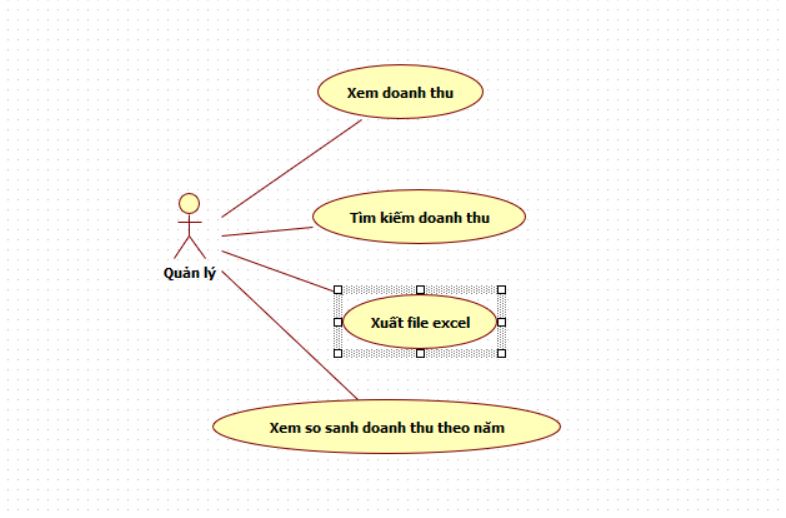 Xem doanh thu
Tìm kiếm doanh thu
Quản lý
Xuất file excel
Xem so sanh doanh thu theo năm